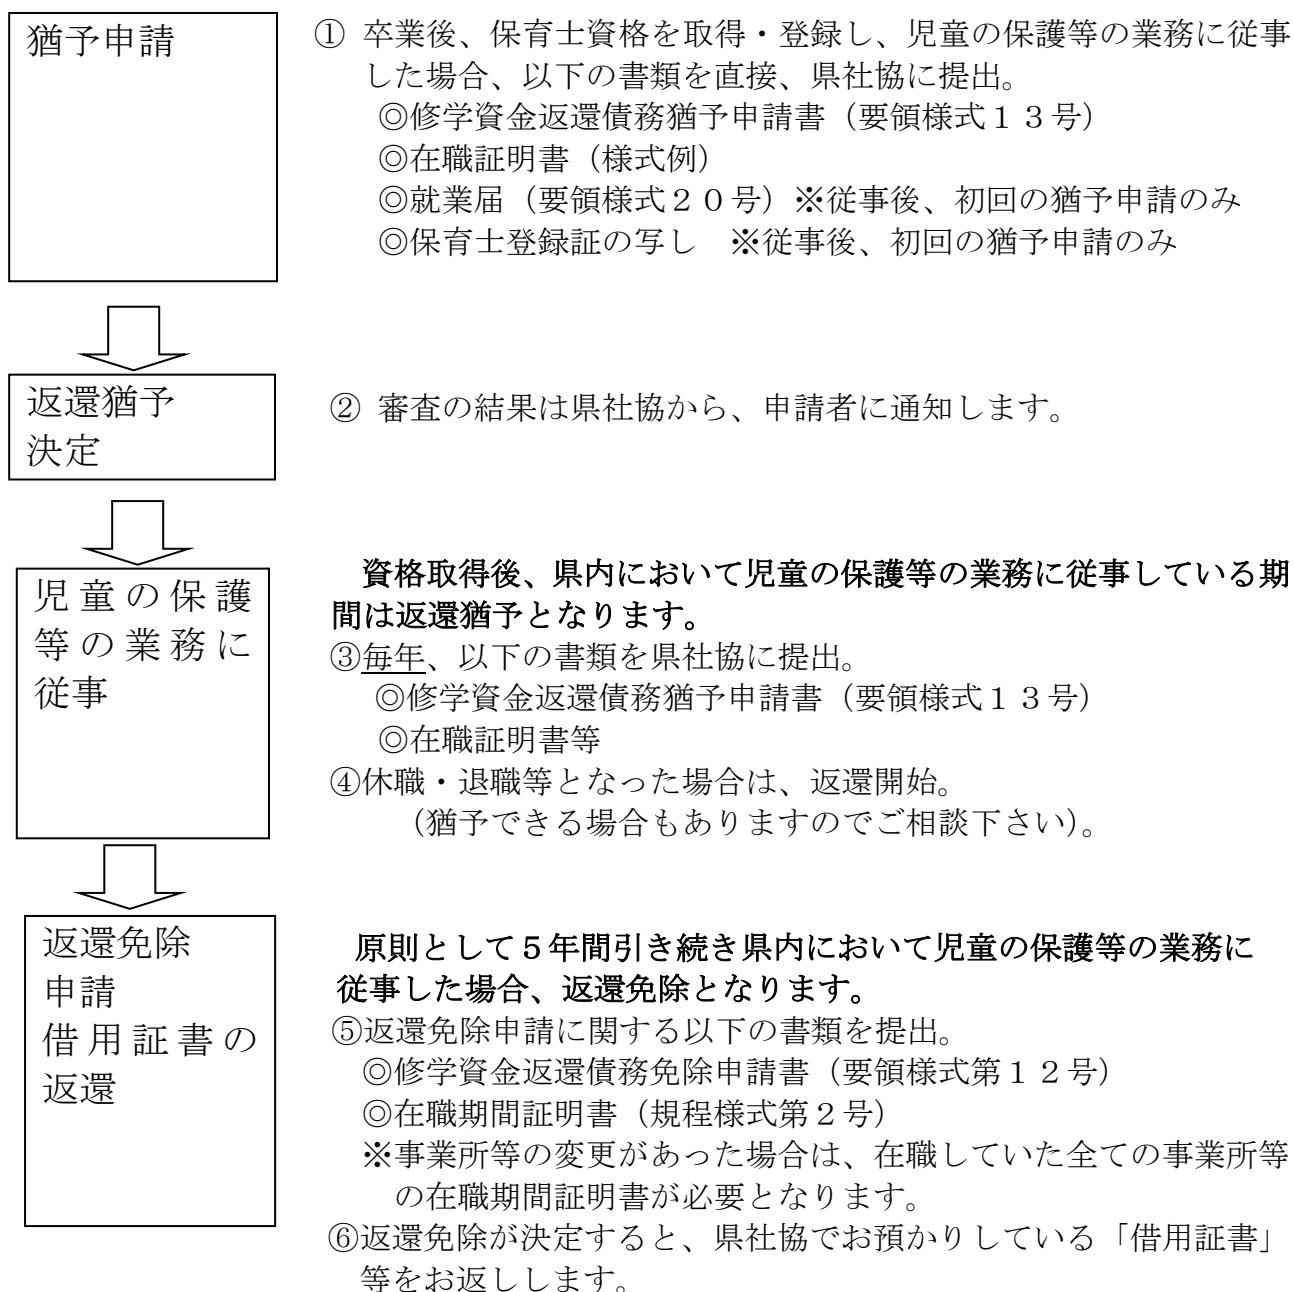 猶予申請
① 卒業後、保育士資格を取得・登録し、児童の保護等の業務に従事
した場合、以下の書類を直接、県社協に提出。
◎修学資金返還債務猶予申請書（要領様式１３号）
◎在職証明書（様式例）
◎就業届（要領様式２０号）※従事後、初回の猶予申請のみ
◎保育士登録証の写し　※従事後、初回の猶予申請のみ
返還猶予
決定
② 審査の結果は県社協から、申請者に通知します。
児童の保護
等の業務に
従事
資格取得後、県内において児童の保護等の業務に従事している期
間は返還猶予となります。
③毎年、以下の書類を県社協に提出。
◎修学資金返還債務猶予申請書（要領様式１３号）
◎在職証明書等
④休職・退職等となった場合は、返還開始。
（猶予できる場合もありますのでご相談下さい）。
返還免除
申請
借用証書の
返還
原則として５年間引き続き県内において児童の保護等の業務に
従事した場合、返還免除となります。
⑤返還免除申請に関する以下の書類を提出。
◎修学資金返還債務免除申請書（要領様式第１２号）
◎在職期間証明書（規程様式第２号）
※事業所等の変更があった場合は、在職していた全ての事業所等
の在職期間証明書が必要となります。
⑥返還免除が決定すると、県社協でお預かりしている「借用証書」
等をお返しします。